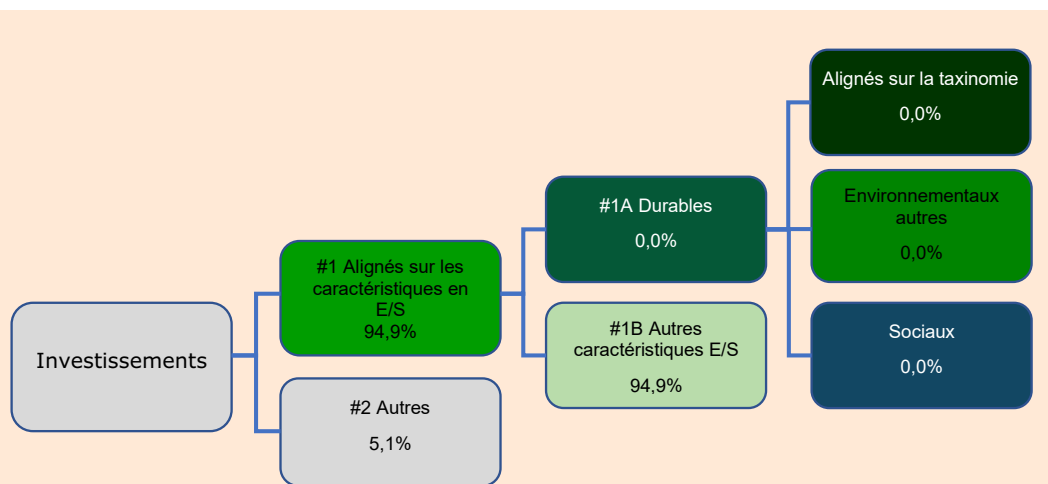 Investissements
#1 Alignés sur les
caractéristiques en
E/S
94,9%
#2 Autres
5,1%
#1A Durables
0,0%
#1B Autres
caractéristiques E/S
94,9%
Alignés sur la taxinomie
0,0%
Environnementaux
autres
0,0%
Sociaux
0,0%